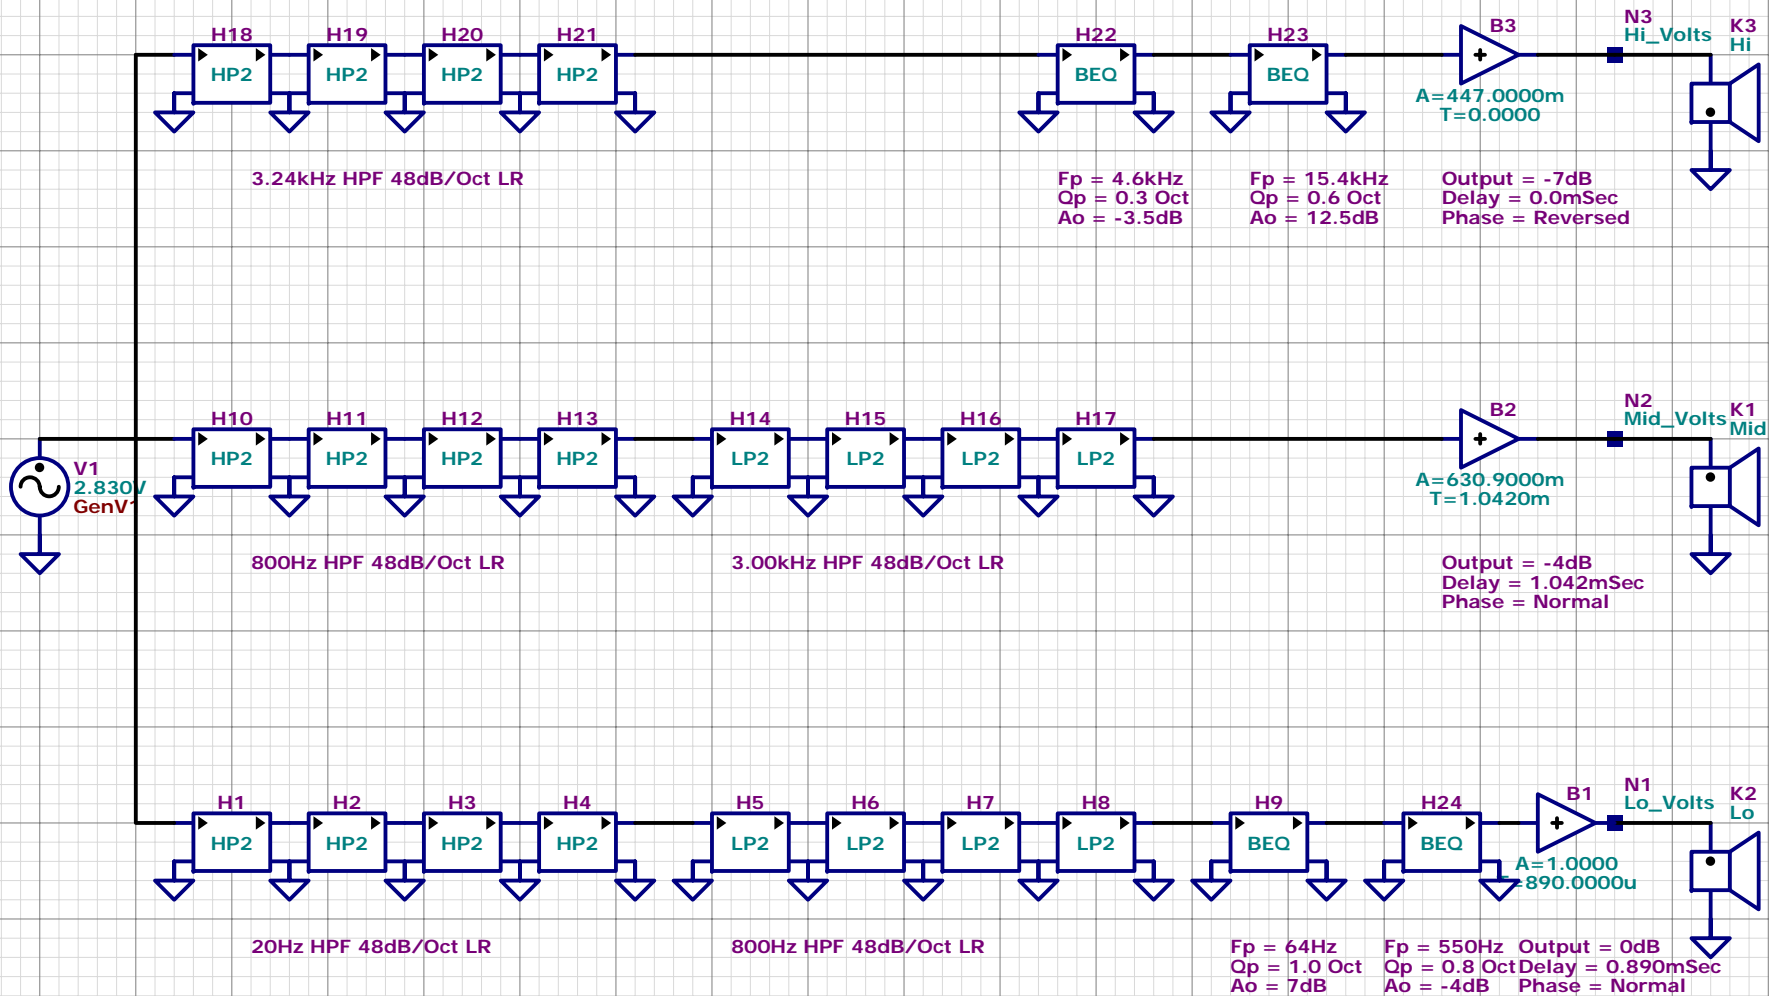 H18 H19 H20 H21 H22 H23 B3 N3 K3
Hi_Volts Hi
HP2 HP2 HP2 HP2 BEQ BEQ
A=447.0000m
T=0.0000
3.24kHz HPF 48dB/Oct LR
Fp = 4.6kHz
Qp = 0.3 Oct
Ao = -3.5dB
Fp = 15.4kHz
Qp = 0.6 Oct
Ao = 12.5dB
Output = -7dB
Delay = 0.0mSec
Phase = Reversed
H10 H11 H12 H13 H14 H15 H16 H17 B2 N2 K1
Mid_Volts Mid
HP2 HP2 HP2 HP2 LP2 LP2 LP2 LP2
V1
2.830V
GenV1
A=630.9000m
T=1.0420m
800Hz HPF 48dB/Oct LR
3.00kHz HPF 48dB/Oct LR
Output = -4dB
Delay = 1.042mSec
Phase = Normal
H1 H2 H3 H4 H5 H6 H7 H8 H9 H24 B1 N1 K2
Lo_Volts Lo
HP2 HP2 HP2 HP2 LP2 LP2 LP2 LP2 BEQ BEQ
A=1.0000
=890.0000u
20Hz HPF 48dB/Oct LR
800Hz HPF 48dB/Oct LR
Fp = 64Hz
Qp = 1.0 Oct
Ao = 7dB
Fp = 550Hz
Qp = 0.8 Oct
Ao = -4dB
Output = 0dB
Delay = 0.890mSec
Phase = Normal